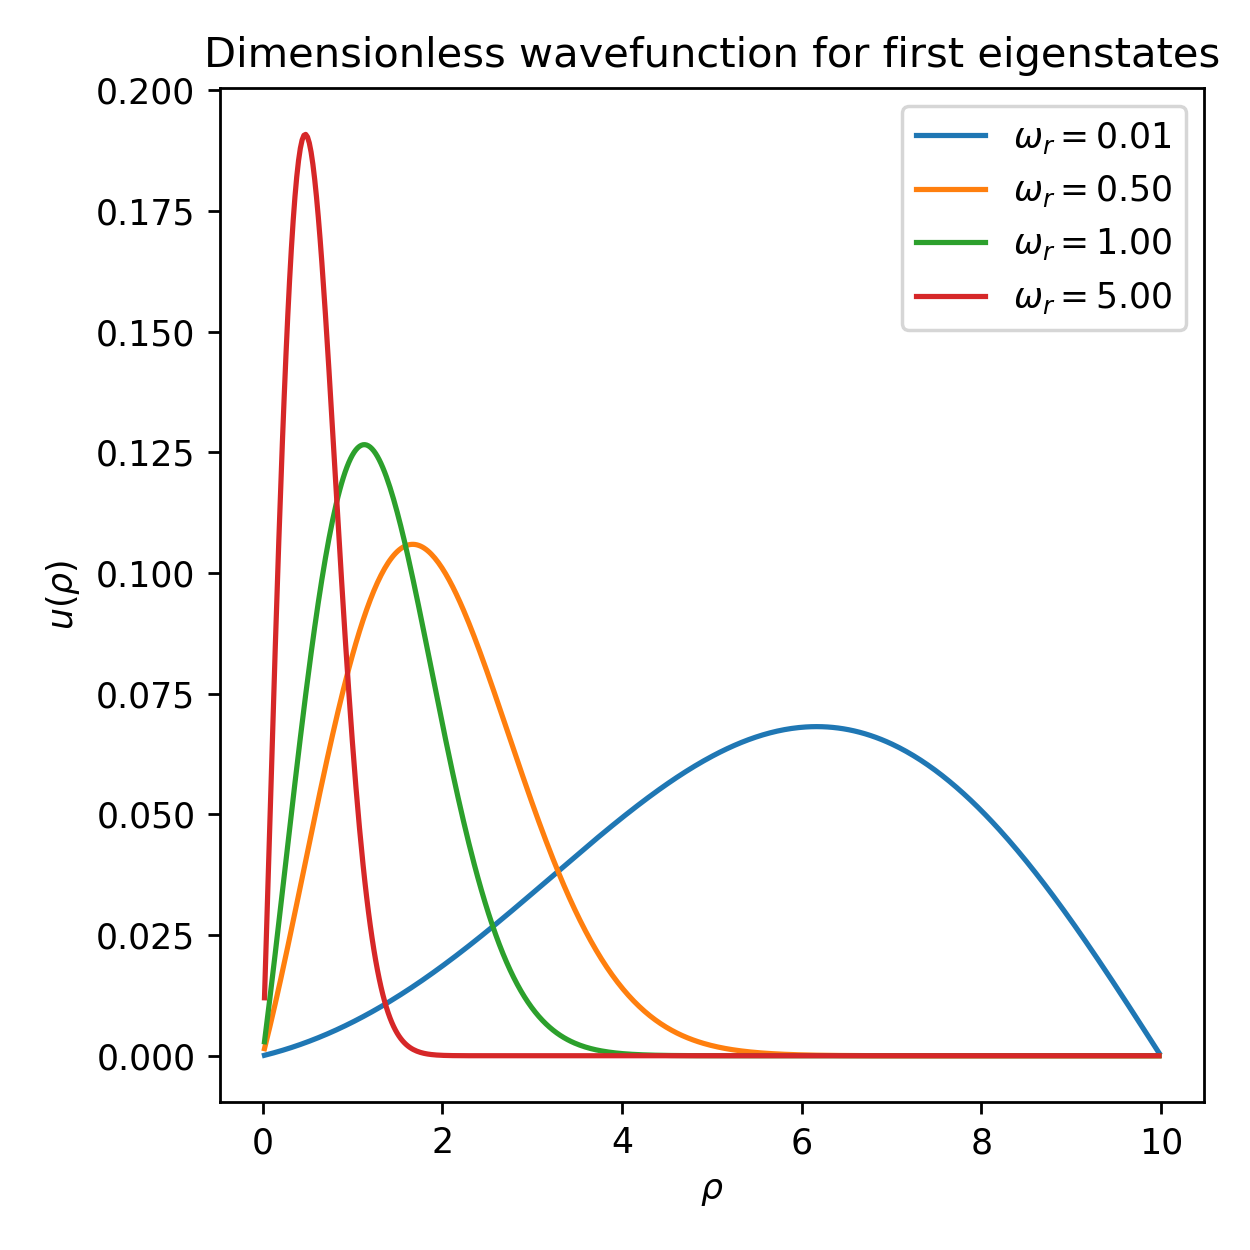 Dimensionless wavefunction for first eigenstates
0.200
0.175
0.150
0.125
0.100
0.075
0.050
0.025
0.000
u(ρ)
ω_r = 0.01
ω_r = 0.50
ω_r = 1.00
ω_r = 5.00
0 2 4 6 8 10
ρ